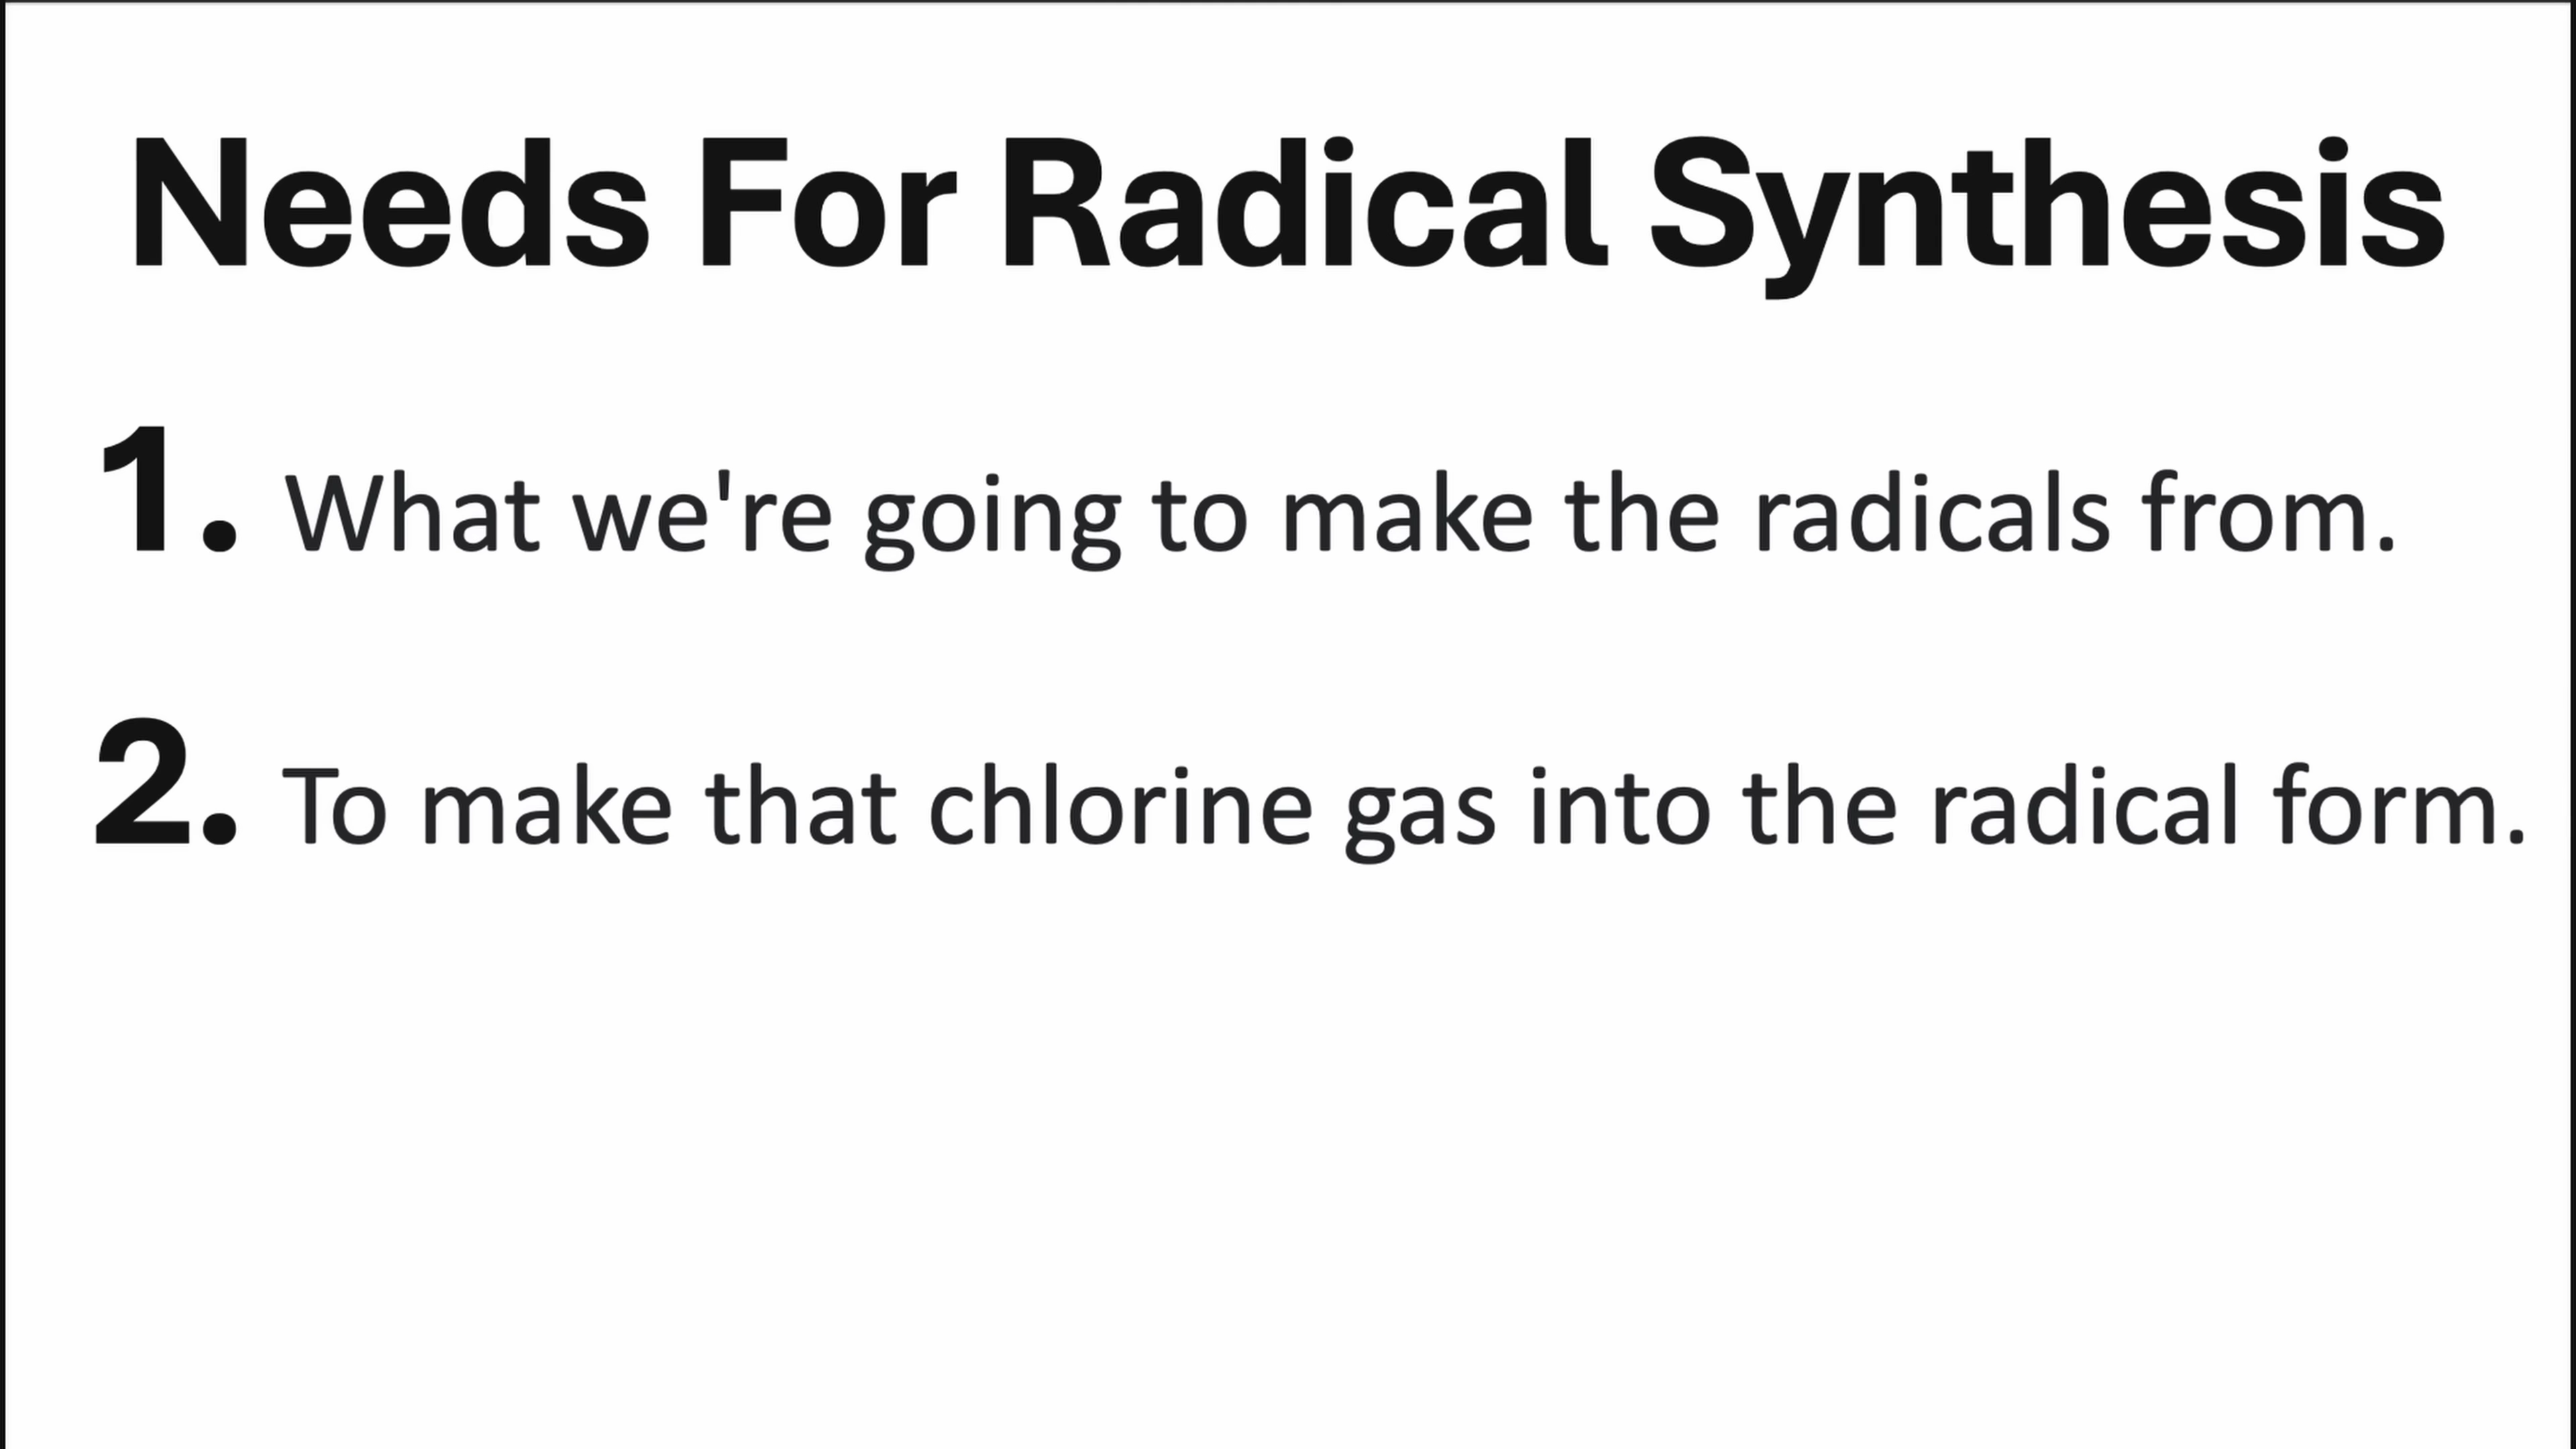 Needs For Radical Synthesis
1. What we're going to make the radicals from.
2. To make that chlorine gas into the radical form.